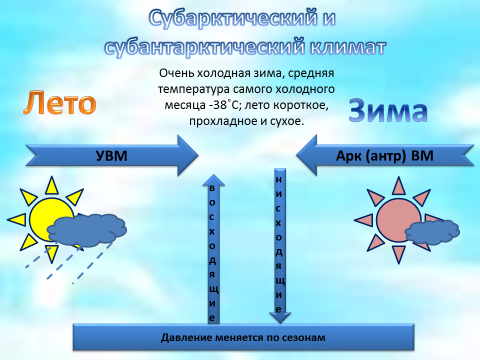 Субарктический и
субантарктический климат
Очень холодная зима, средняя
температура самого холодного
месяца -38˚С; лето короткое,
прохладное и сухое.
Лето
Зима
УВМ
Арк (антр) ВМ
восходящие
нисходящие
Давление меняется по сезонам